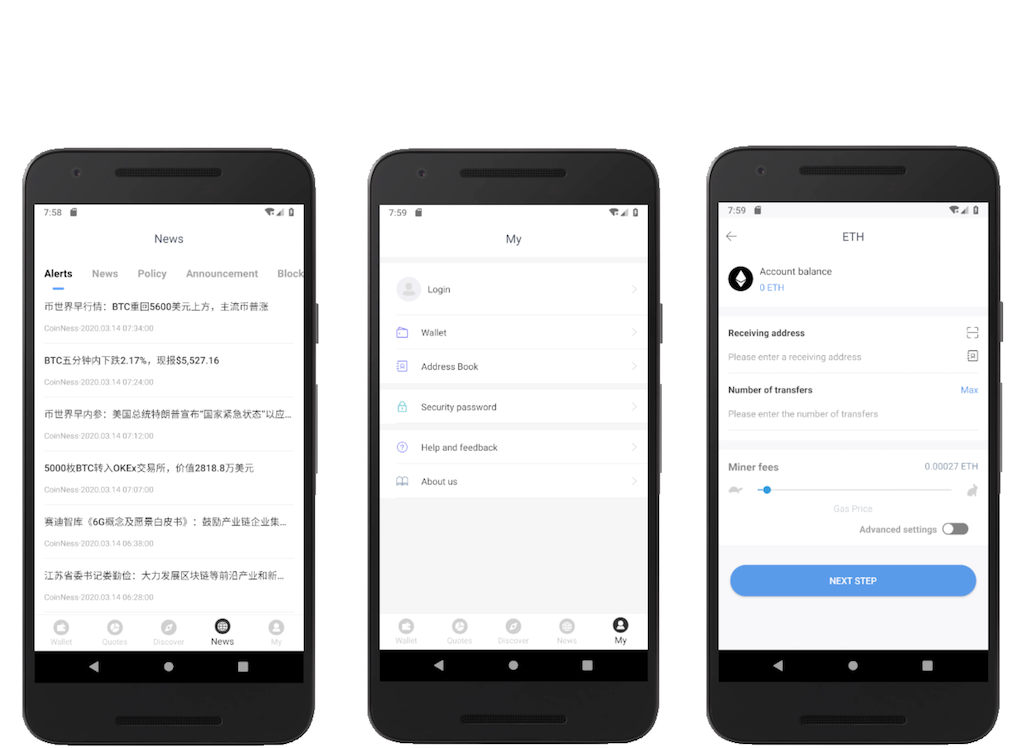 7:58
News
Alerts News Policy Announcement Block
币世界早行情：BTC重回5600美元上方，主流币普涨
CoinNess·2020.03.14 07:34:00
BTC五分钟内下跌2.17%，现报$5,527.16
CoinNess·2020.03.14 07:24:00
币世界早内参：美国总统特朗普宣布“国家紧急状态”以应...
CoinNess·2020.03.14 07:12:00
5000枚BTC转入OKEx交易所，价值2818.8万美元
CoinNess·2020.03.14 07:07:00
赛迪智库《6G概念及愿景白皮书》：鼓励产业链企业集...
CoinNess·2020.03.14 06:38:00
江苏省委书记娄勤俭：大力发展区块链等前沿产业和新...
CoinNess·2020.03.14 06:28:00
Wallet Quotes Discover News My
7:59
My
Login
Wallet
Address Book
Security password
Help and feedback
About us
Wallet Quotes Discover News My
7:59
ETH
Account balance
0 ETH
Receiving address
Please enter a receiving address
Number of transfers Max
Please enter the number of transfers
Miner fees 0.00027 ETH
Gas Price
Advanced settings
NEXT STEP